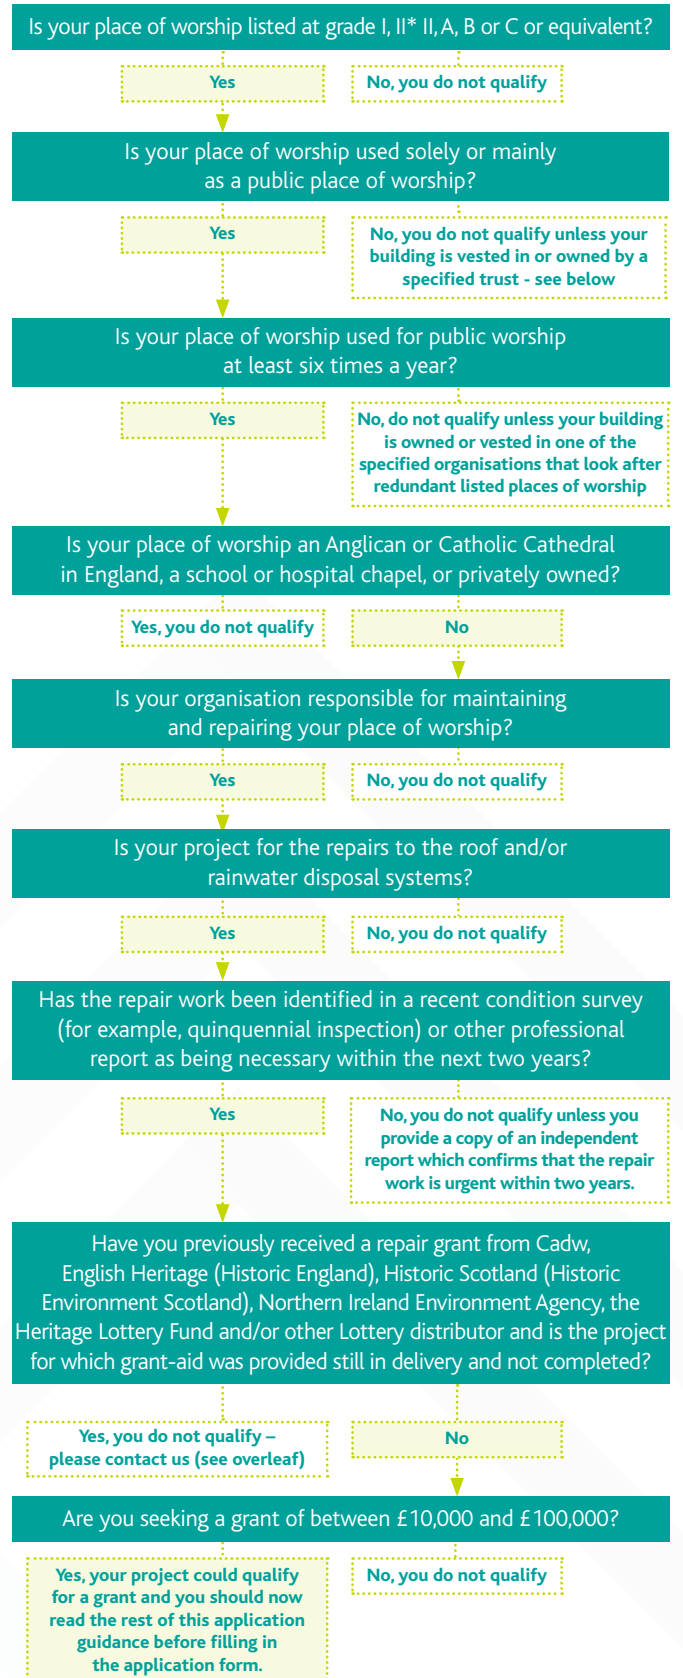 Is your place of worship listed at grade I, II* II, A, B or C or equivalent?
Yes
No, you do not qualify
Is your place of worship used solely or mainly
as a public place of worship?
Yes
No, you do not qualify unless your
building is vested in or owned by a
specified trust - see below
Is your place of worship used for public worship
at least six times a year?
Yes
No, do not qualify unless your building
is owned or vested in one of the
specified organisations that look after
redundant listed places of worship
Is your place of worship an Anglican or Catholic Cathedral
in England, a school or hospital chapel, or privately owned?
Yes, you do not qualify
No
Is your organisation responsible for maintaining
and repairing your place of worship?
Yes
No, you do not qualify
Is your project for the repairs to the roof and/or
rainwater disposal systems?
Yes
No, you do not qualify
Has the repair work been identified in a recent condition survey
(for example, quinquennial inspection) or other professional
report as being necessary within the next two years?
Yes
No, you do not qualify unless you
provide a copy of an independent
report which confirms that the repair
work is urgent within two years.
Have you previously received a repair grant from Cadw,
English Heritage (Historic England), Historic Scotland (Historic
Environment Scotland), Northern Ireland Environment Agency, the
Heritage Lottery Fund and/or other Lottery distributor and is the project
for which grant-aid was provided still in delivery and not completed?
Yes, you do not qualify –
please contact us (see overleaf)
No
Are you seeking a grant of between £10,000 and £100,000?
Yes, your project could qualify
for a grant and you should now
read the rest of this application
guidance before filling in
the application form.
No, you do not qualify